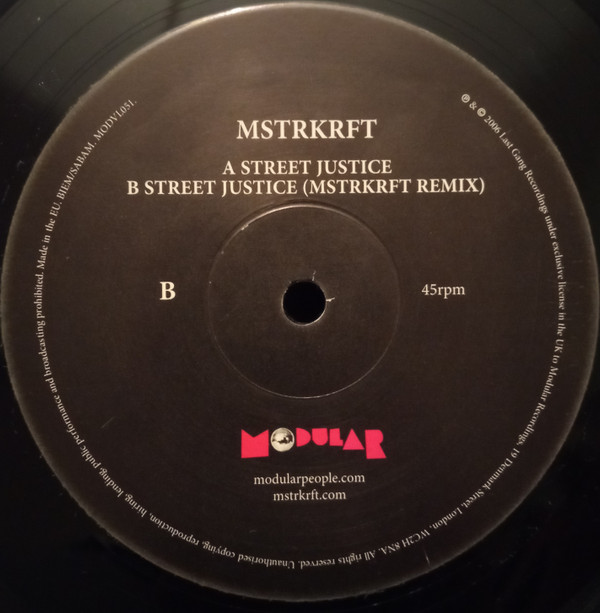 MSTRKRFT
A STREET JUSTICE
B STREET JUSTICE (MSTRKRFT REMIX)
B
45rpm
MODULAR
modularpeople.com
mstrkrft.com
℗ & © 2006 Last Gang Recordings under exclusive license in the UK to Modular Recordings, 19 Denmark Street, London, WC2H 8NA. All rights reserved. Unauthorised copying, reproduction, hiring, lending, public performance and broadcasting prohibited. Made in the EU. BIEM/SABAM. MODVL051.